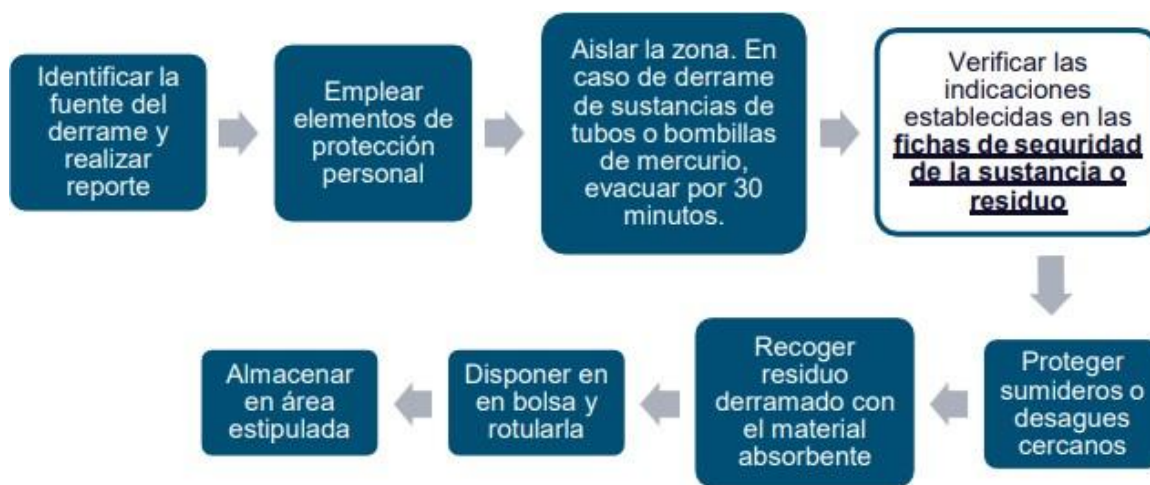 Identificar la
fuente del
derrame y
realizar
reporte
Emplear
elementos de
protección
personal
Aislar la zona. En
caso de derrame
de sustancias de
tubos o bombillas
de mercurio,
evacuar por 30
minutos.
Verificar las
indicaciones
establecidas en las
fichas de seguridad
de la sustancia o
residuo
Proteger
sumideros o
desagues
cercanos
Recoger
residuo
derramado con
el material
absorbente
Disponer
en bolsa y
rotularla
Almacenar
en área
estipulada